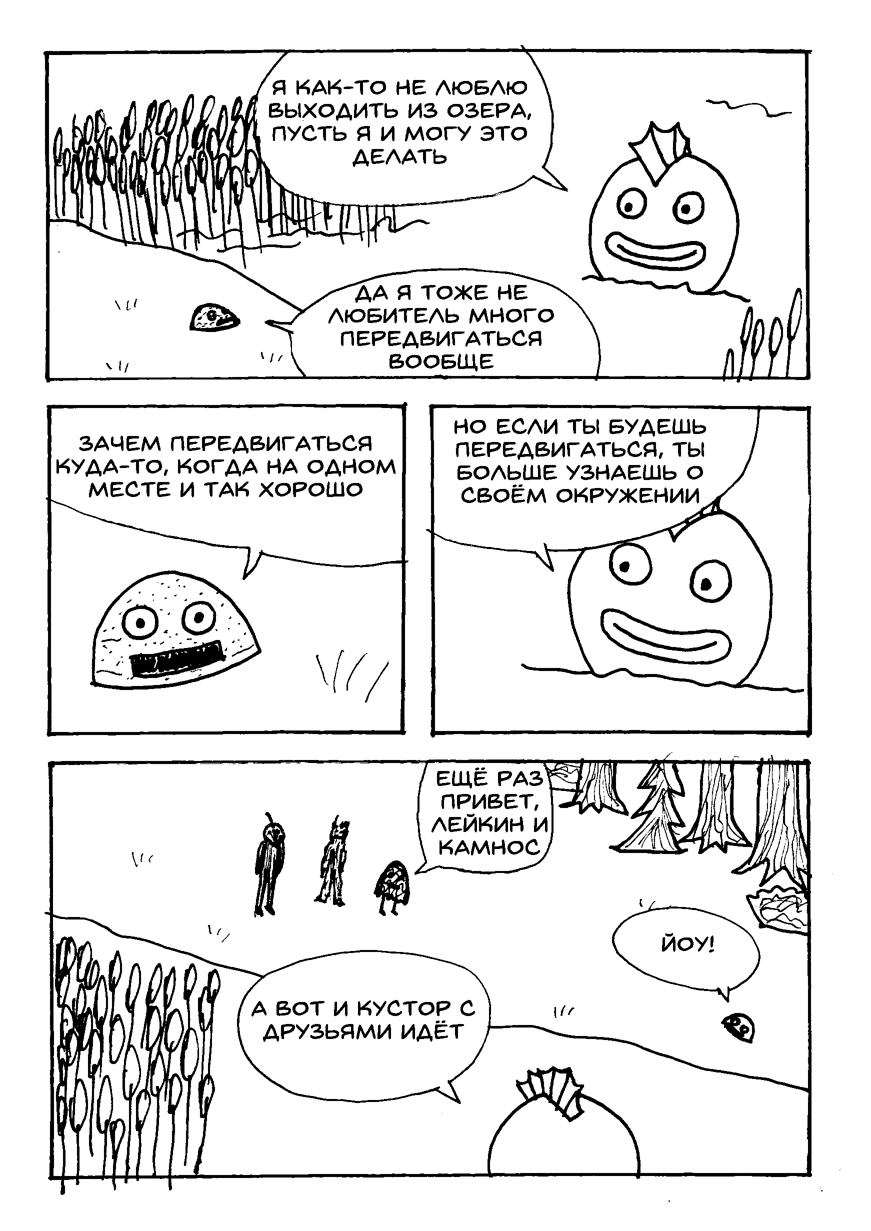 Я КАК-ТО НЕ ЛЮБЛЮ
ВЫХОДИТЬ ИЗ ОЗЕРА,
ПУСТЬ Я И МОГУ ЭТО
ДЕЛАТЬ
ДА Я ТОЖЕ НЕ
ЛЮБИТЕЛЬ МНОГО
ПЕРЕДВИГАТЬСЯ
ВООБЩЕ
ЗАЧЕМ ПЕРЕДВИГАТЬСЯ
КУДА-ТО, КОГДА НА ОДНОМ
МЕСТЕ И ТАК ХОРОШО
НО ЕСЛИ ТЫ БУДЕШЬ
ПЕРЕДВИГАТЬСЯ, ТЫ
БОЛЬШЕ УЗНАЕШЬ О
СВОЁМ ОКРУЖЕНИИ
ЕЩЁ РАЗ
ПРИВЕТ,
ЛЕЙКИН И
КАМНОС
ЙОУ!
А ВОТ И КУСТОР С
ДРУЗЬЯМИ ИДЁТ